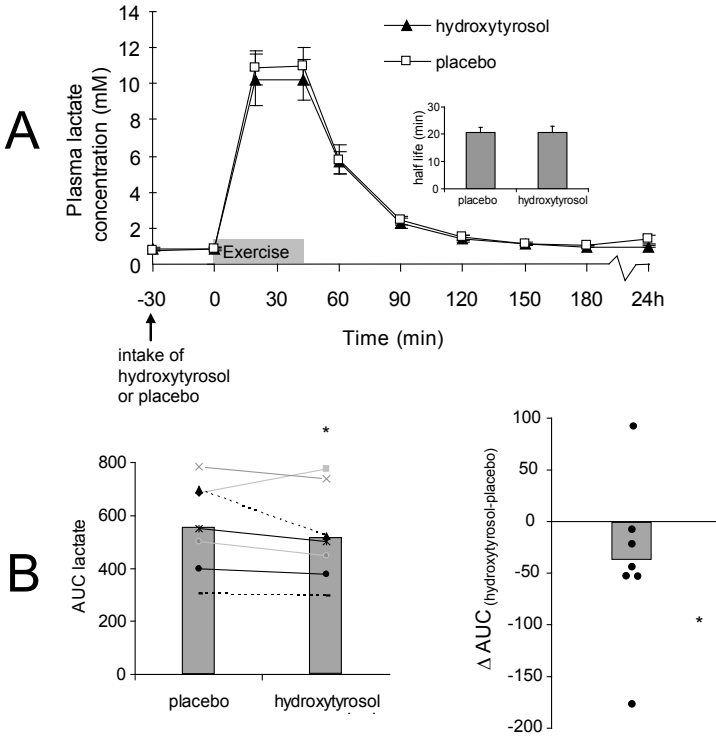 A
Plasma lactate
concentration (mM)
14
12
10
8
6
4
2
0
hydroxytyrosol
placebo
half life (min)
30
20
10
0
placebo hydroxytyrosol
Exercise
-30 0 30 60 90 120 150 180 24h
Time (min)
intake of
hydroxytyrosol
or placebo
B
AUC lactate
800
600
400
200
0
*
placebo hydroxytyrosol
Δ AUC (hydroxytyrosol-placebo)
100
50
0
-50
-100
-150
-200
*